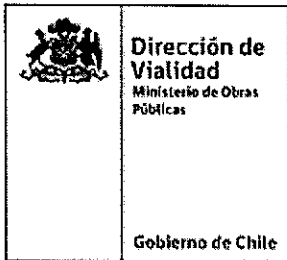 Dirección de
Vialidad
Ministerio de Obras
Públicas
Gobierno de Chile